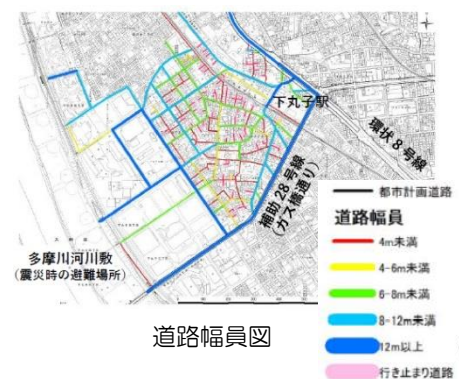 下丸子駅
環状8号線
補助28号線
(ガス橋通り)
多摩川河川敷
(震災時の避難場所)
都市計画道路
道路幅員
4m未満
4-6m未満
6-8m未満
8-12m未満
12m以上
行き止まり道路
道路幅員図